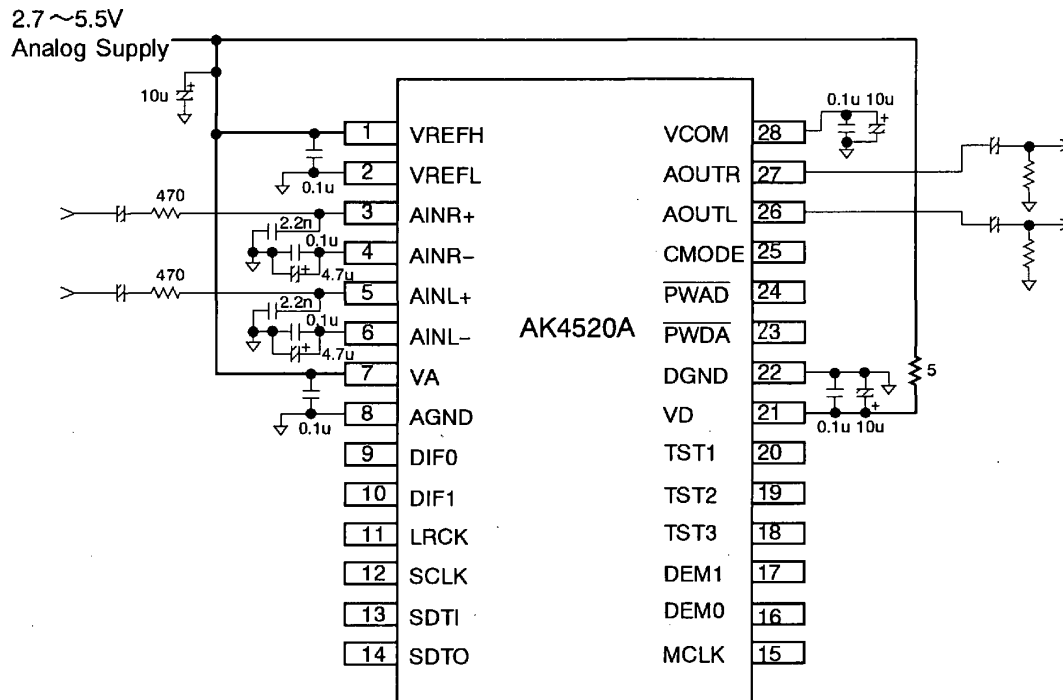 2.7～5.5V
Analog Supply
10u
0.1u
470
2.2n
0.1u
4.7u
470
2.2n
0.1u
4.7u
0.1u
1 VREFH
2 VREFL
3 AINR+
4 AINR-
5 AINL+
6 AINL-
7 VA
8 AGND
9 DIF0
10 DIF1
11 LRCK
12 SCLK
13 SDTI
14 SDTO
AK4520A
VCOM 28
AOUTR 27
AOUTL 26
CMODE 25
PWAD 24
PWDA 23
DGND 22
VD 21
TST1 20
TST2 19
TST3 18
DEM1 17
DEM0 16
MCLK 15
0.1u 10u
5
0.1u 10u